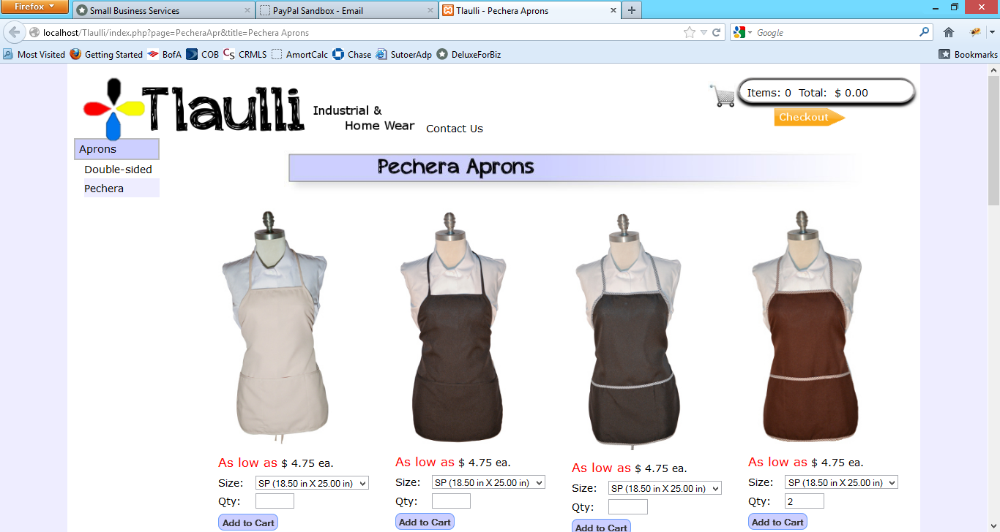 Firefox
Small Business Services
PayPal Sandbox - Email
Tlaulli - Pechera Aprons
localhost/Tlaulli/index.php?page=PecheraApr&title=Pechera Aprons
Google
Most Visited
Getting Started
BofA
COB
CRMLS
AmortCalc
Chase
SutoerAdp
DeluxeForBiz
Bookmarks
Tlaulli
Industrial &
Home Wear
Contact Us
Items: 0 Total: $ 0.00
Checkout
Aprons
Double-sided
Pechera
Pechera Aprons
As low as $ 4.75 ea.
Size: SP (18.50 in X 25.00 in)
Qty:
Add to Cart
As low as $ 4.75 ea.
Size: SP (18.50 in X 25.00 in)
Qty:
Add to Cart
As low as $ 4.75 ea.
Size: SP (18.50 in X 25.00 in)
Qty:
Add to Cart
As low as $ 4.75 ea.
Size: SP (18.50 in X 25.00 in)
Qty: 2
Add to Cart